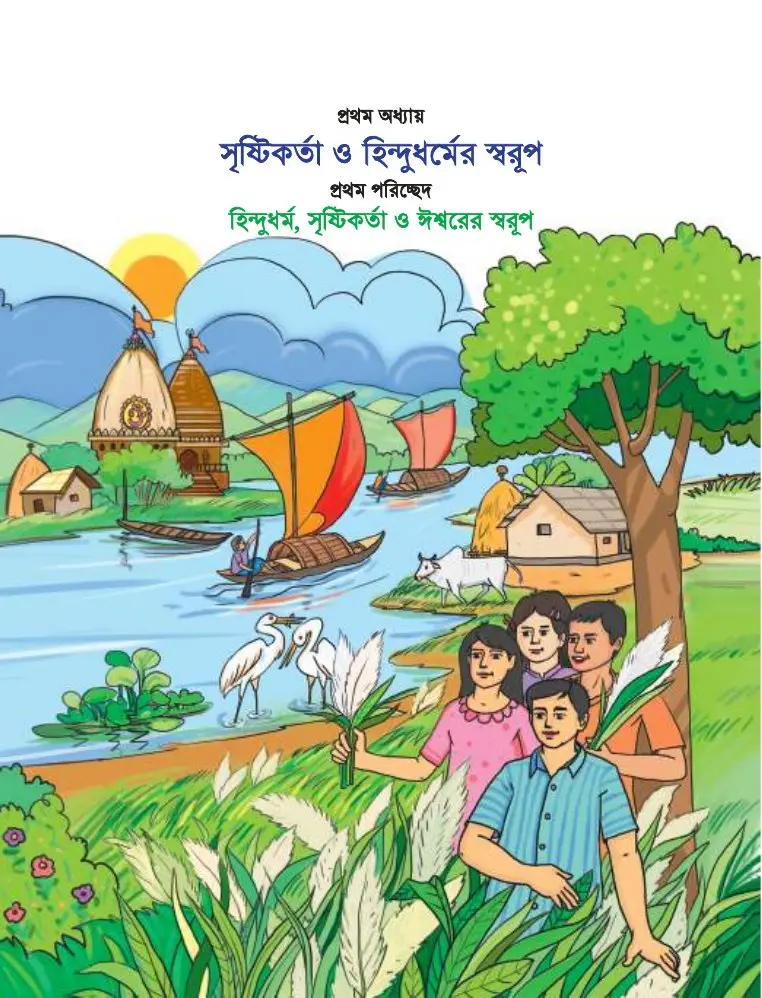 প্রথম অধ্যায়
সৃষ্টিকর্তা ও হিন্দুধর্মের স্বরূপ
প্রথম পরিচ্ছেদ
হিন্দুধর্ম, সৃষ্টিকর্তা ও ঈশ্বরের স্বরূপ